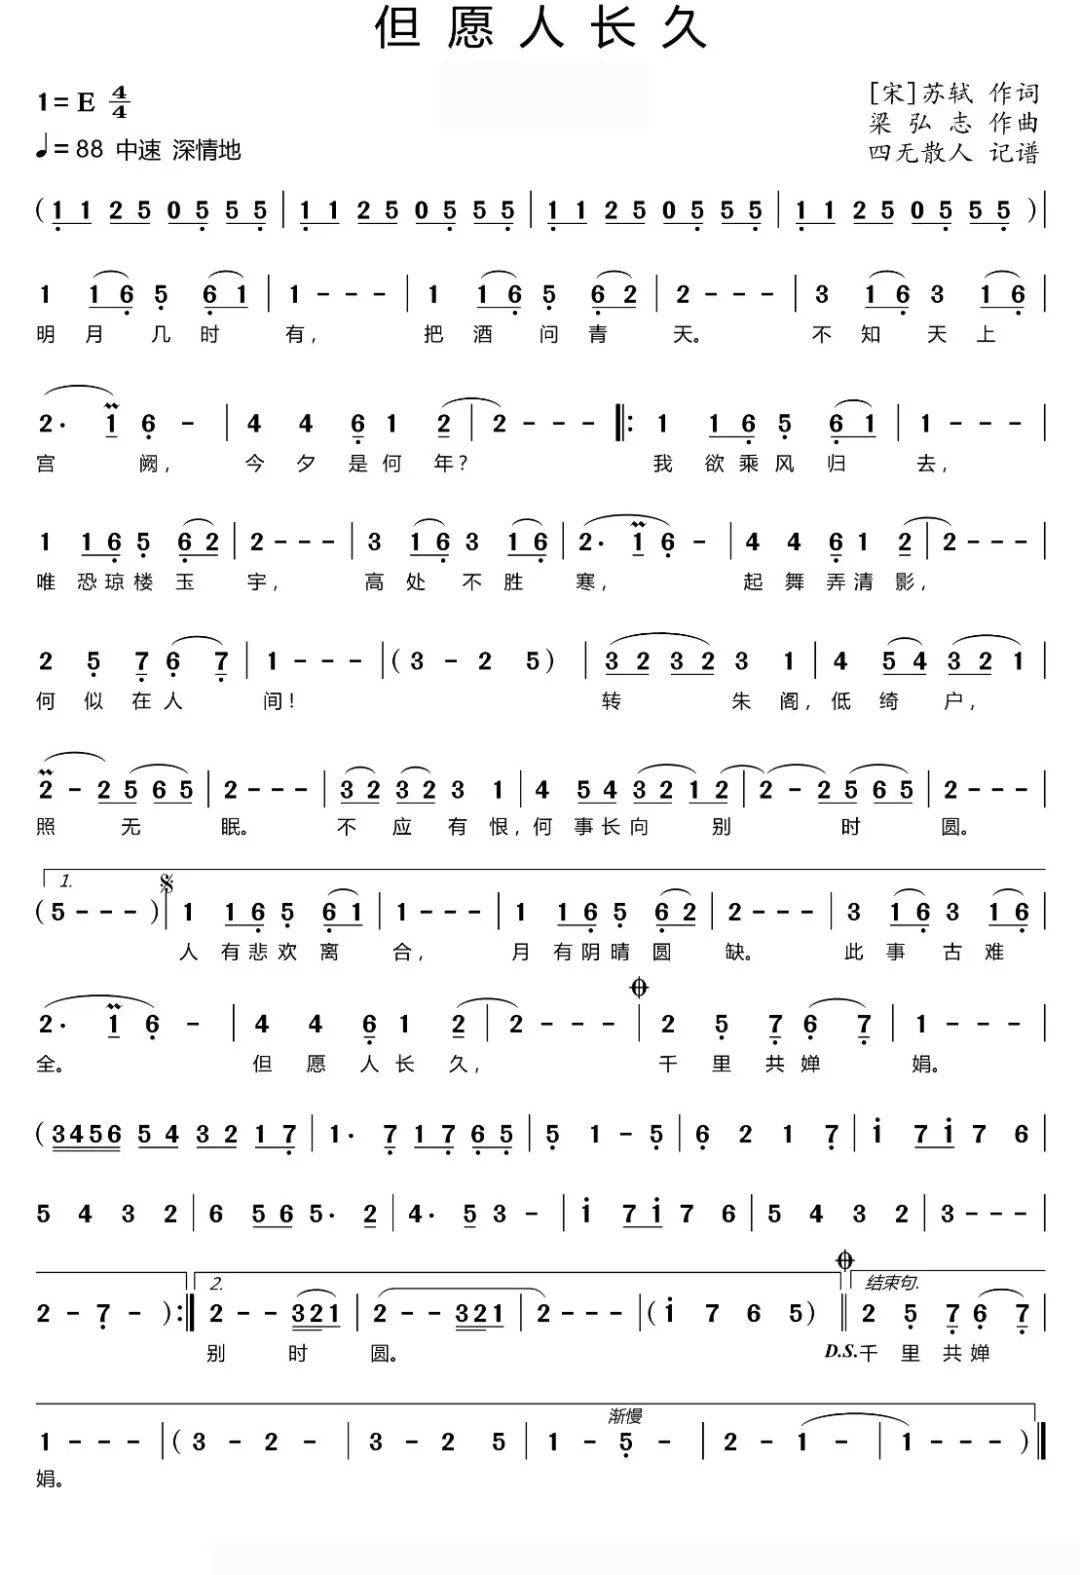 但愿人长久
1=E 4/4
[宋]苏轼 作词
梁弘志 作曲
♩=88 中速 深情地
四无散人 记谱
(1 1 2 5 0 5 5 5 | 1 1 2 5 0 5 5 5 | 1 1 2 5 0 5 5 5 | 1 1 2 5 0 5 5 5 )|
1 1 6 5 6 1 | 1 - - - | 1 1 6 5 6 2 | 2 - - - | 3 1 6 3 1 6 |
明 月 几 时 有, 把 酒 问 青 天。 不 知 天 上
2· 1 6 - | 4 4 6 1 2 | 2 - - - |: 1 1 6 5 6 1 | 1 - - - |
宫 阙, 今 夕 是 何 年? 我 欲 乘 风 归 去,
1 1 6 5 6 2 | 2 - - - | 3 1 6 3 1 6 | 2· 1 6 - | 4 4 6 1 2 | 2 - - - |
唯 恐 琼 楼 玉 宇, 高 处 不 胜 寒, 起 舞 弄 清 影,
2 5 7 6 7 | 1 - - - | (3 - 2 5) | 3 2 3 2 3 1 | 4 5 4 3 2 1 |
何 似 在 人 间! 转 朱 阁, 低 绮 户,
2 - 2 5 6 5 | 2 - - - | 3 2 3 2 3 1 | 4 5 4 3 2 1 2 | 2 - 2 5 6 5 | 2 - - - |
照 无 眠。 不 应 有 恨, 何 事 长 向 别 时 圆。
1.
(5 - - - )| 1 1 6 5 6 1 | 1 - - - | 1 1 6 5 6 2 | 2 - - - | 3 1 6 3 1 6 |
人 有 悲 欢 离 合, 月 有 阴 晴 圆 缺。 此 事 古 难
2· 1 6 - | 4 4 6 1 2 | 2 - - - | 2 5 7 6 7 | 1 - - - |
全。 但 愿 人 长 久, 千 里 共 婵 娟。
(3456 5 4 3 2 1 7 | 1· 7 1 7 6 5 | 5 1 - 5 | 6 2 1 7 | 1 7 1 7 6 |
5 4 3 2 | 6 5 6 5· 2 | 4· 5 3 - | 1 7 1 7 6 | 5 4 3 2 | 3 - - - |
2. 结束句.
2 - 7 - ):| 2 - - 321 | 2 - - 321 | 2 - - - |(1 7 6 5) || 2 5 7 6 7 |
别 时 圆。 D.S. 千 里 共 婵
渐慢
1 - - - |(3 - 2 - | 3 - 2 5 | 1 - 5 - | 2 - 1 - | 1 - - - )||
娟。